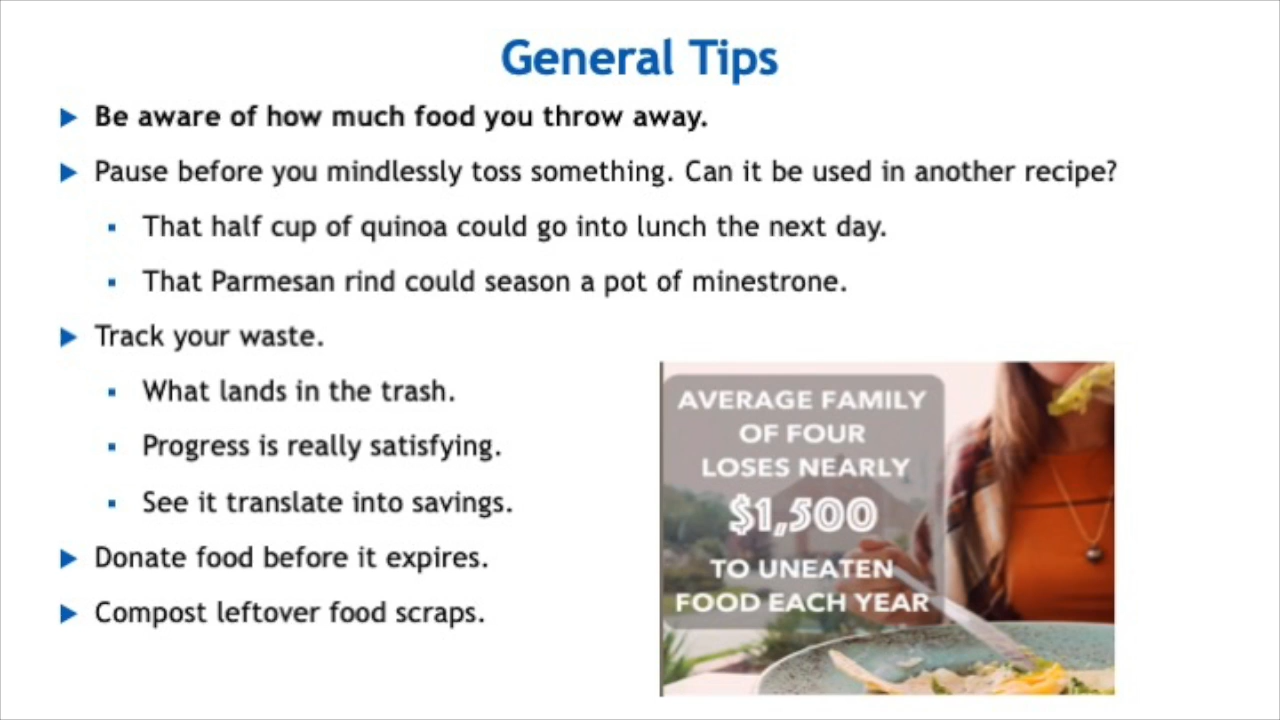 General Tips
Be aware of how much food you throw away.
Pause before you mindlessly toss something. Can it be used in another recipe?
That half cup of quinoa could go into lunch the next day.
That Parmesan rind could season a pot of minestrone.
Track your waste.
What lands in the trash.
Progress is really satisfying.
See it translate into savings.
Donate food before it expires.
Compost leftover food scraps.
AVERAGE FAMILY
OF FOUR
LOSES NEARLY
$1,500
TO UNEATEN
FOOD EACH YEAR